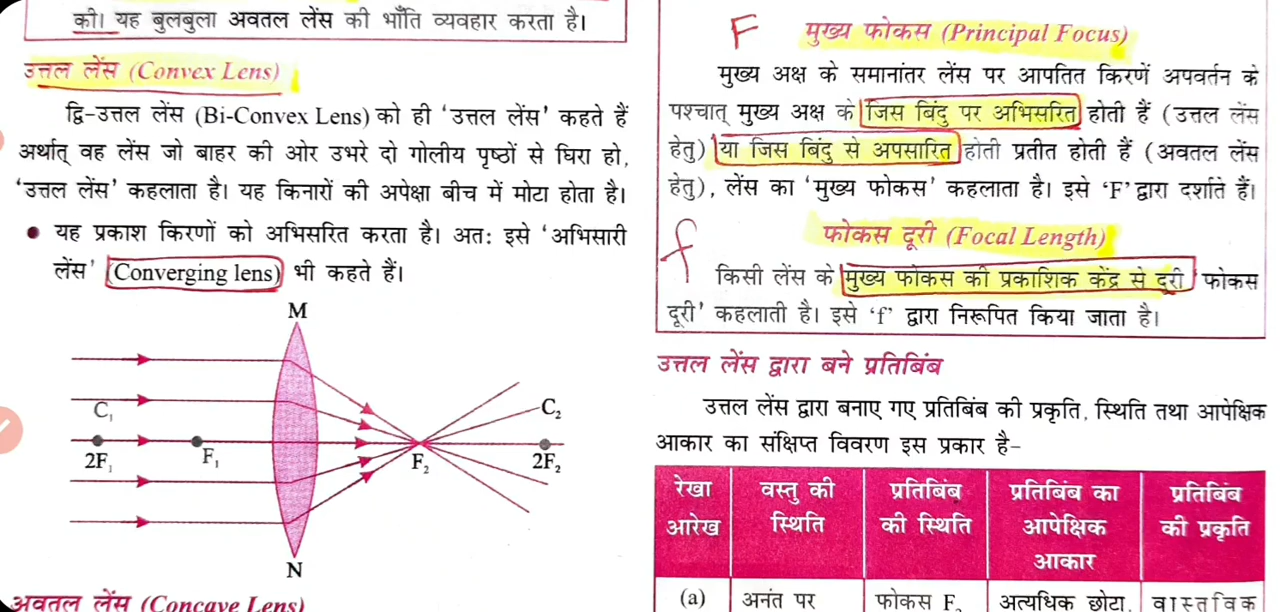 की। यह बुलबुला अवतल लेंस की भाँति व्यवहार करता है।
उत्तल लेंस (Convex Lens)
द्वि-उत्तल लेंस (Bi-Convex Lens) को ही ‘उत्तल लेंस’ कहते हैं
अर्थात् वह लेंस जो बाहर की ओर उभरे दो गोलीय पृष्ठों से घिरा हो,
‘उत्तल लेंस’ कहलाता है। यह किनारों की अपेक्षा बीच में मोटा होता है।
● यह प्रकाश किरणों को अभिसरित करता है। अतः इसे ‘अभिसारी
लेंस’ (Converging lens) भी कहते हैं।
M
C₁
C₂
2F₁
F₁
F₂
2F₂
N
अवतल लेंस (Concave Lens)
F
मुख्य फोकस (Principal Focus)
मुख्य अक्ष के समानांतर लेंस पर आपतित किरणें अपवर्तन के
पश्चात् मुख्य अक्ष के जिस बिंदु पर अभिसरित होती हैं (उत्तल लेंस
हेतु) या जिस बिंदु से अपसारित होती प्रतीत होती हैं (अवतल लेंस
हेतु), लेंस का ‘मुख्य फोकस’ कहलाता है। इसे ‘F’ द्वारा दर्शाते हैं।
f
फोकस दूरी (Focal Length)
किसी लेंस के मुख्य फोकस की प्रकाशिक केंद्र से दूरी ‘फोकस
दूरी’ कहलाती है। इसे ‘f’ द्वारा निरूपित किया जाता है।
उत्तल लेंस द्वारा बने प्रतिबिंब
उत्तल लेंस द्वारा बनाए गए प्रतिबिंब की प्रकृति, स्थिति तथा आपेक्षिक
आकार का संक्षिप्त विवरण इस प्रकार है-
रेखा वस्तु की प्रतिबिंब प्रतिबिंब का प्रतिबिंब
आरेख स्थिति की स्थिति आपेक्षिक की प्रकृति
आकार
(a) अनंत पर फोकस F₂ अत्यधिक छोटा, वास्तविक